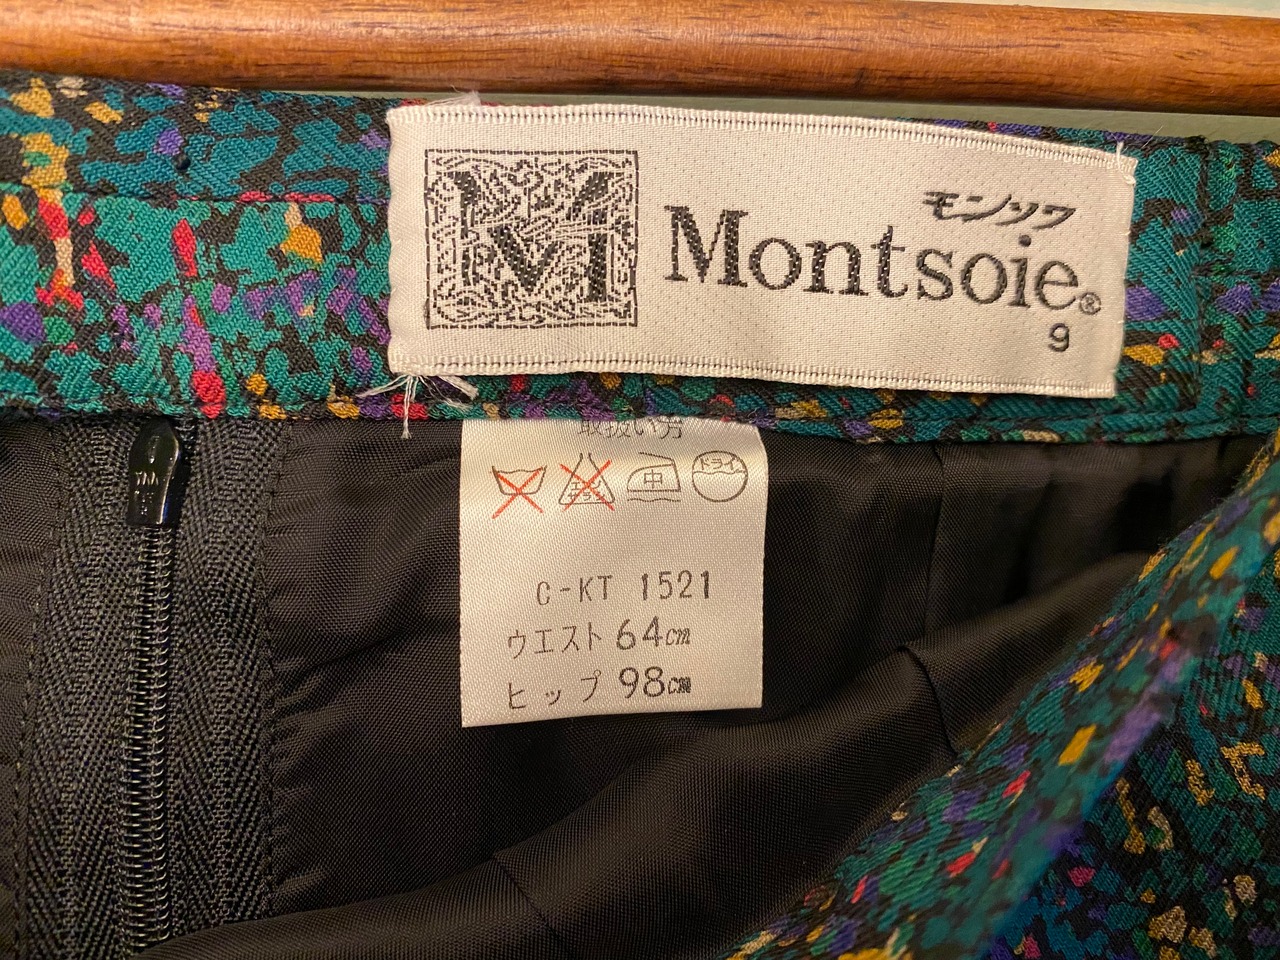 モンソワ
Montsoie®
9
取扱い方
中
ドライ
C-KT 1521
ウエスト 64cm
ヒップ 98cm